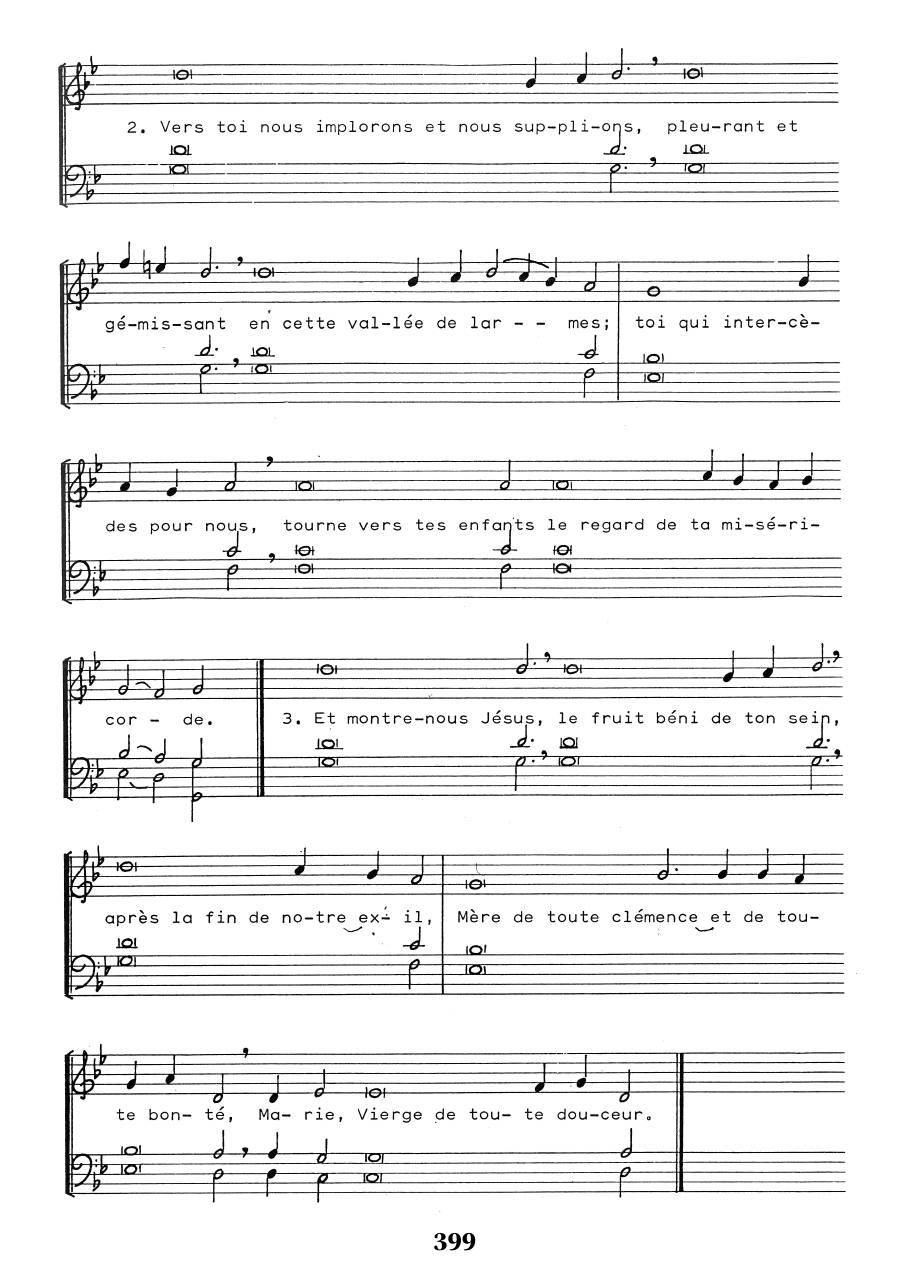 2. Vers toi nous implorons et nous sup-pli-ons, pleu-rant et
gé-mis-sant en cette val-lée de lar - - mes; toi qui inter-cè-
des pour nous, tourne vers tes enfants le regard de ta mi-sé-ri-
cor - de. 3. Et montre-nous Jésus, le fruit béni de ton sein,
après la fin de no-tre ex- il, Mère de toute clémence et de tou-
te bon- té, Ma- rie, Vierge de tou- te dou-ceur.
399